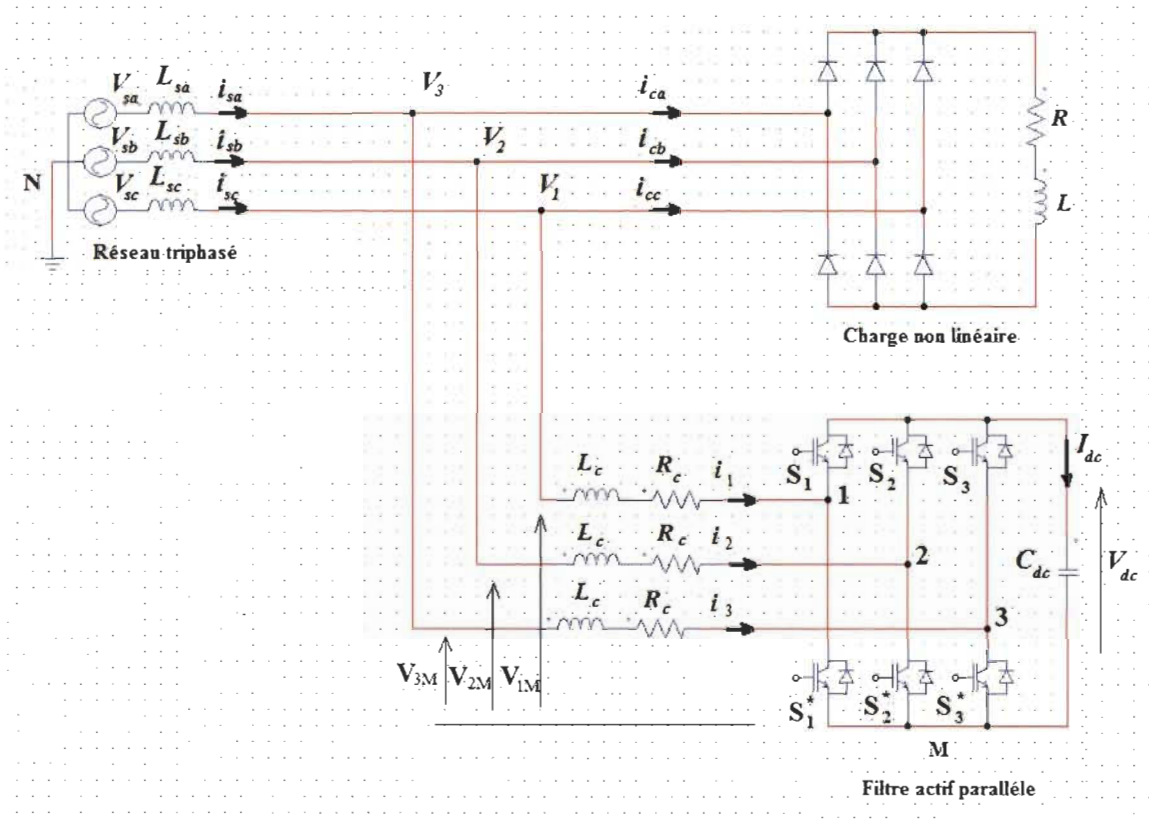 V_sa L_sa i_sa V_3 i_ca
V_sb L_sb i_sb V_2 i_cb R
N
V_sc L_sc i_sc V_1 i_cc L
Réseau triphasé
Charge non linéaire
L_c R_c i_1 S_1 S_2 S_3 I_dc
1
L_c R_c i_2 2 C_dc V_dc
L_c R_c i_3 3
V_3M V_2M V_1M
S_1^* S_2^* S_3^*
M
Filtre actif paralléle